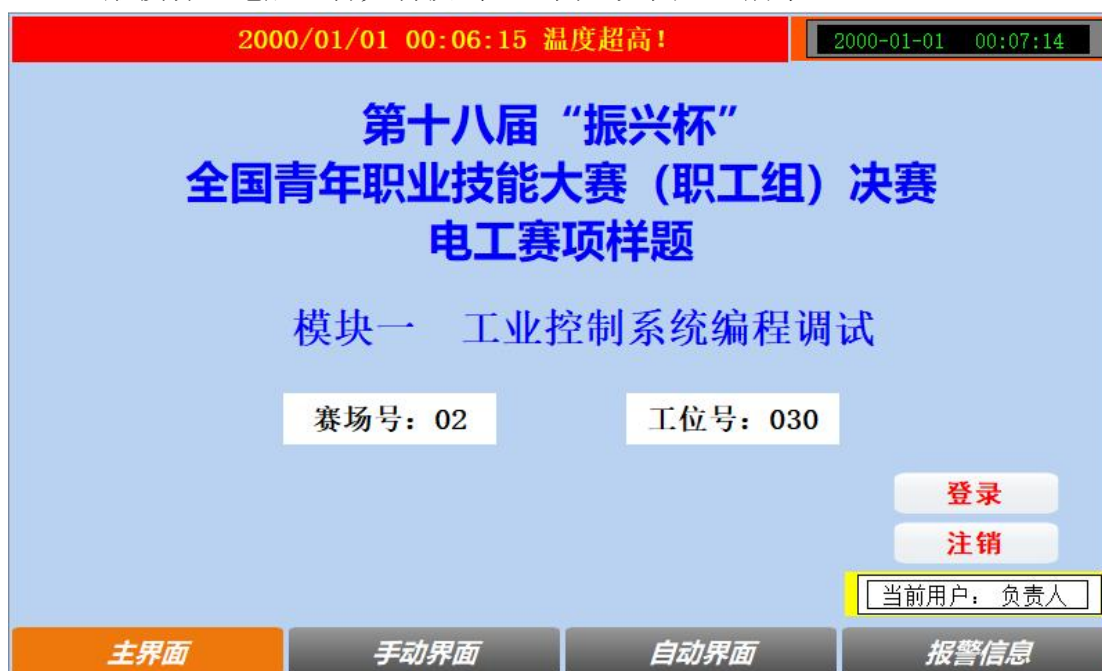 2000/01/01 00:06:15 温度超高!
2000-01-01 00:07:14
第十八届“振兴杯”
全国青年职业技能大赛（职工组）决赛
电工赛项样题
模块一 工业控制系统编程调试
赛场号：02
工位号：030
登录
注销
当前用户： 负责人
主界面
手动界面
自动界面
报警信息